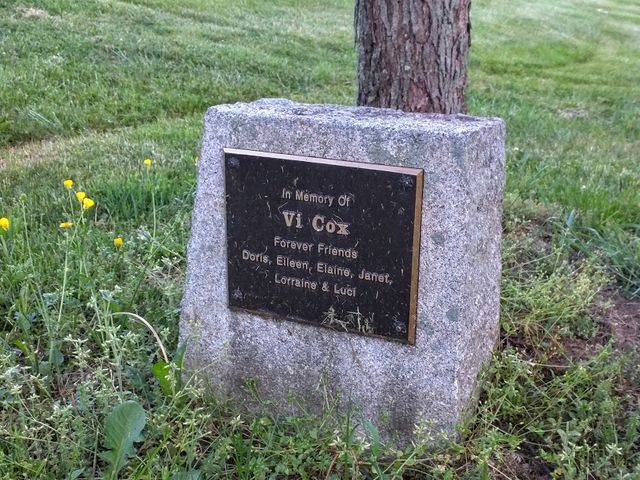 In Memory Of
Vi Cox
Forever Friends
Doris, Eileen, Elaine, Janet,
Lorraine & Luci